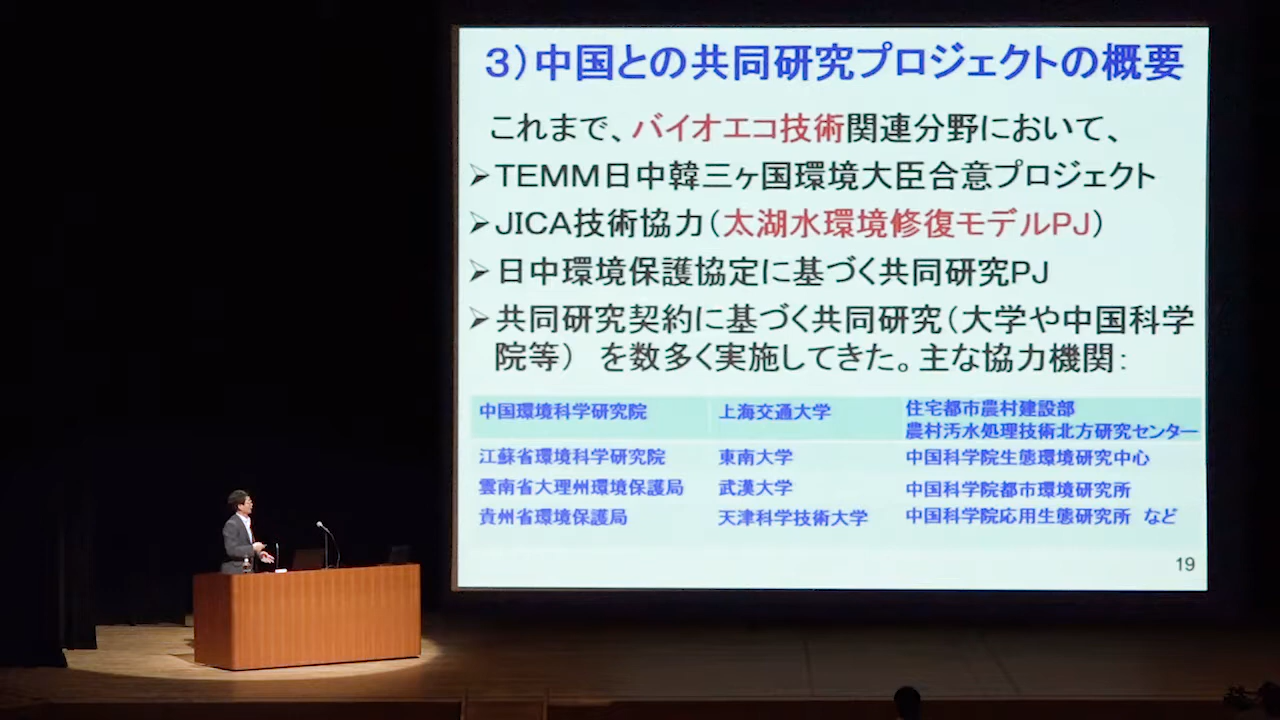 3）中国との共同研究プロジェクトの概要
これまで、バイオエコ技術関連分野において、
➢TEMM日中韓三ヶ国環境大臣合意プロジェクト
➢JICA技術協力（太湖水環境修復モデルPJ）
➢日中環境保護協定に基づく共同研究PJ
➢共同研究契約に基づく共同研究（大学や中国科学
院等） を数多く実施してきた。主な協力機関：
中国環境科学研究院 上海交通大学 住宅都市農村建設部
農村汚水処理技術北方研究センター
江蘇省環境科学研究院 東南大学 中国科学院生態環境研究中心
雲南省大理州環境保護局 武漢大学 中国科学院都市環境研究所
貴州省環境保護局 天津科学技術大学 中国科学院応用生態研究所 など
19